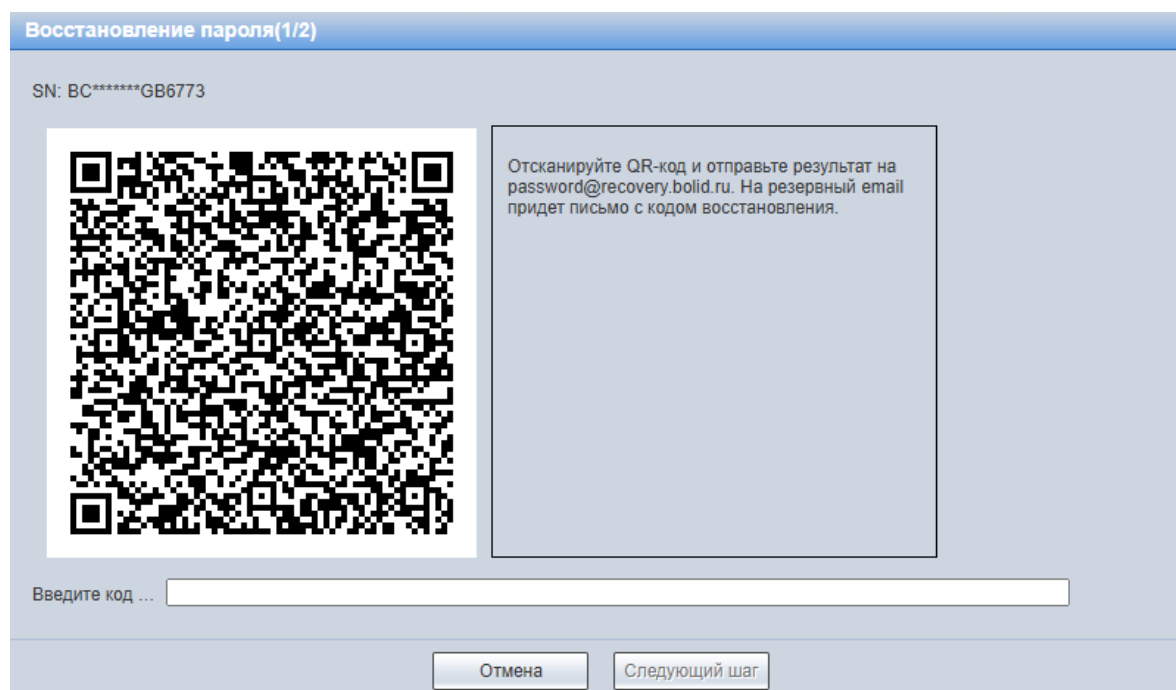 Восстановление пароля(1/2)
SN: BC*******GB6773
Отсканируйте QR-код и отправьте результат на
password@recovery.bolid.ru. На резервный email
придет письмо с кодом восстановления.
Введите код ...
Отмена
Следующий шаг